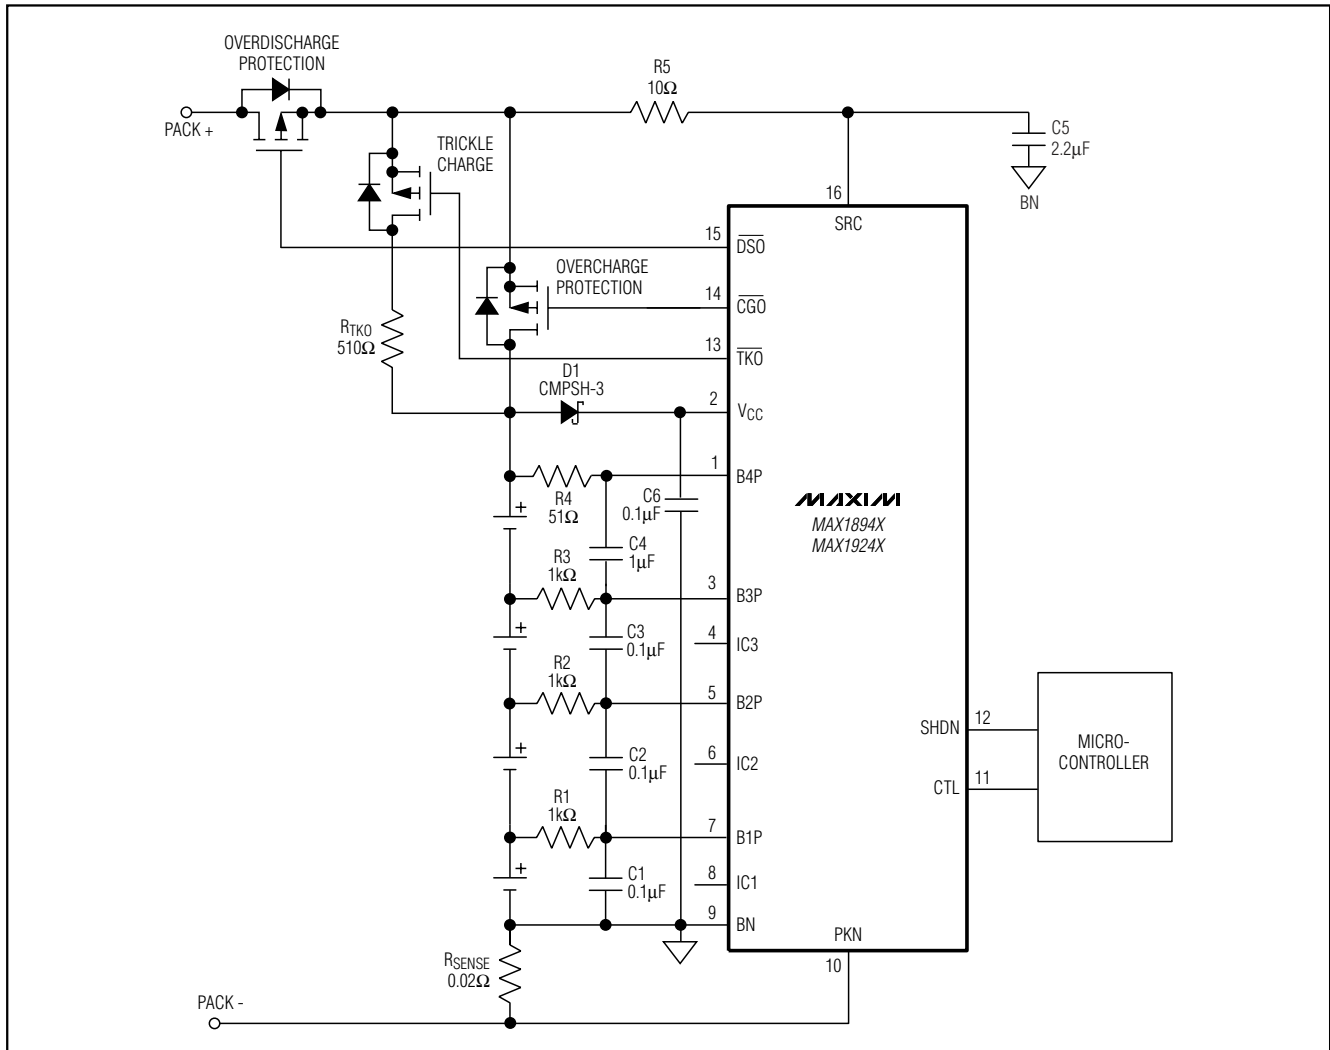 OVERDISCHARGE
PROTECTION
PACK +
R5
10Ω
C5
2.2µF
BN
TRICKLE
CHARGE
16
SRC
15
DSO
OVERCHARGE
PROTECTION
14
CGO
RTKO
510Ω
13
TKO
D1
CMPSH-3
2
VCC
1
B4P
R4
51Ω
C6
0.1µF
MAXIM
MAX1894X
MAX1924X
+
C4
1µF
R3
1kΩ
3
B3P
+
C3
0.1µF
4
IC3
R2
1kΩ
5
B2P
SHDN
12
MICRO-
CONTROLLER
+
C2
0.1µF
6
IC2
CTL
11
R1
1kΩ
7
B1P
+
C1
0.1µF
8
IC1
9
BN
PKN
10
RSENSE
0.02Ω
PACK -